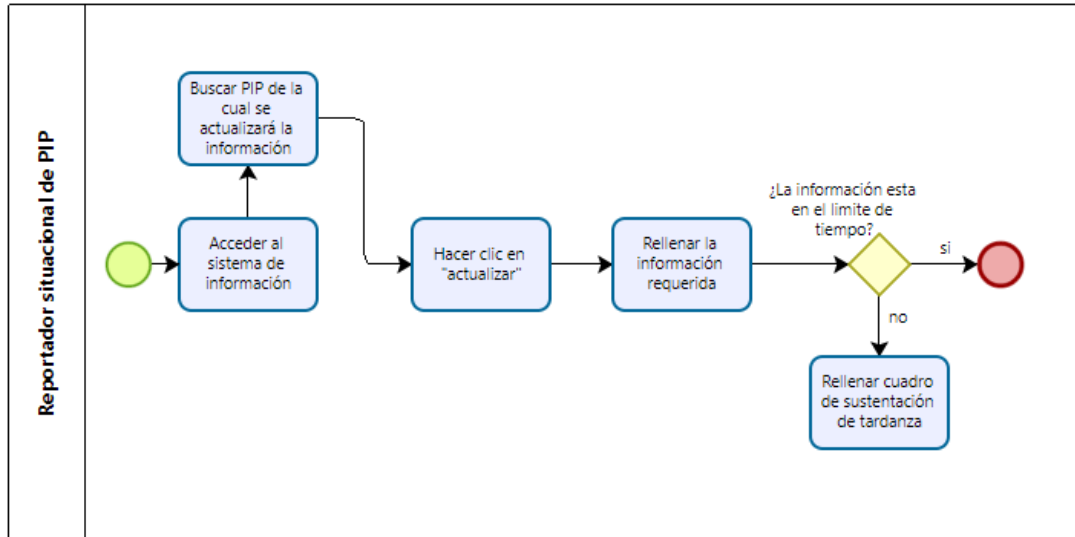 Reportador situacional de PIP
Buscar PIP de la
cual se
actualizará la
información
Acceder al
sistema de
información
Hacer clic en
"actualizar"
Rellenar la
información
requerida
¿La información esta
en el limite de
tiempo?
si
no
Rellenar cuadro
de sustentación
de tardanza